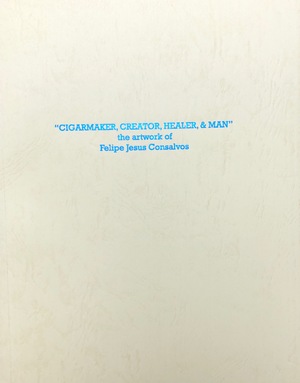 "CIGARMAKER, CREATOR, HEALER, & MAN"
the artwork of
Felipe Jesus Consalvos